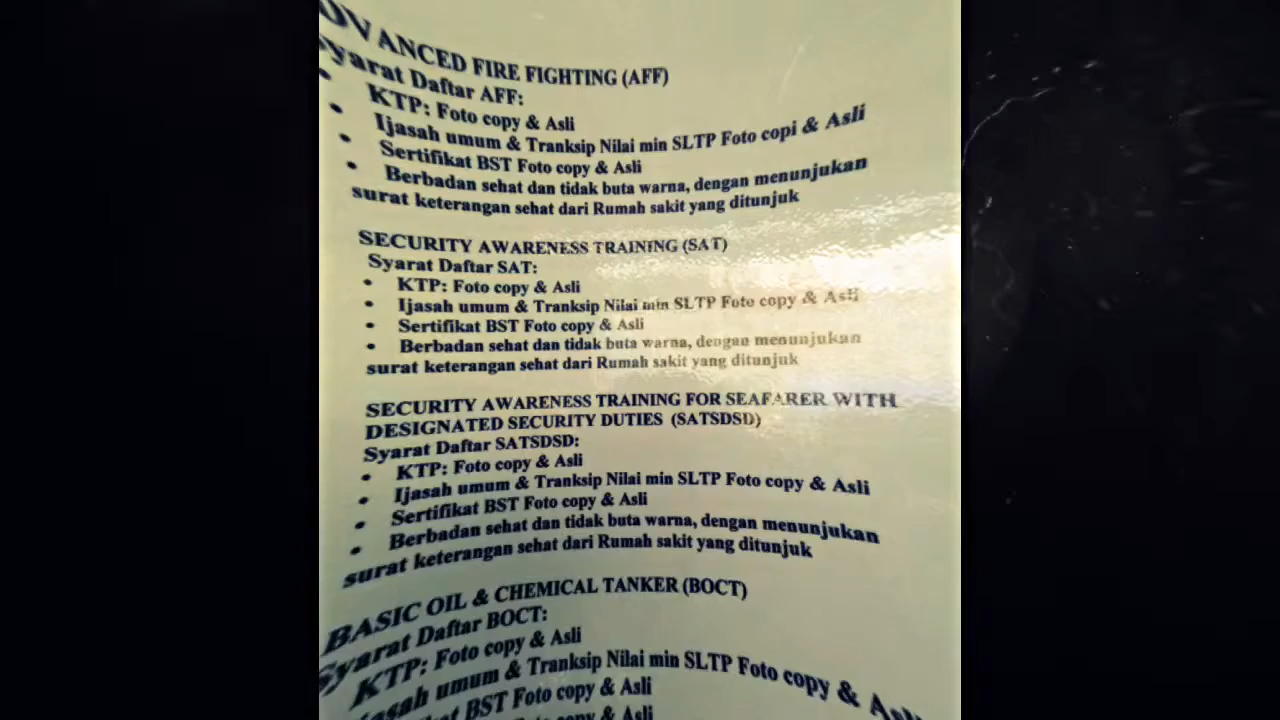 ADVANCED FIRE FIGHTING (AFF)
Syarat Daftar AFF:
• KTP: Foto copy & Asli
• Ijasah umum & Tranksip Nilai min SLTP Foto copi & Asli
• Sertifikat BST Foto copy & Asli
• Berbadan sehat dan tidak buta warna, dengan menunjukan
surat keterangan sehat dari Rumah sakit yang ditunjuk
SECURITY AWARENESS TRAINING (SAT)
Syarat Daftar SAT:
• KTP: Foto copy & Asli
• Ijasah umum & Tranksip Nilai min SLTP Foto copy & Asli
• Sertifikat BST Foto copy & Asli
• Berbadan sehat dan tidak buta warna, dengan menunjukan
surat keterangan sehat dari Rumah sakit yang ditunjuk
SECURITY AWARENESS TRAINING FOR SEAFARER WITH
DESIGNATED SECURITY DUTIES (SATSDSD)
Syarat Daftar SATSDSD:
• KTP: Foto copy & Asli
• Ijasah umum & Tranksip Nilai min SLTP Foto copy & Asli
• Sertifikat BST Foto copy & Asli
• Berbadan sehat dan tidak buta warna, dengan menunjukan
surat keterangan sehat dari Rumah sakit yang ditunjuk
BASIC OIL & CHEMICAL TANKER (BOCT)
Syarat Daftar BOCT:
KTP: Foto copy & Asli
Ijasah umum & Tranksip Nilai min SLTP Foto copy & Asli
BST Foto copy & Asli
copy & Asli